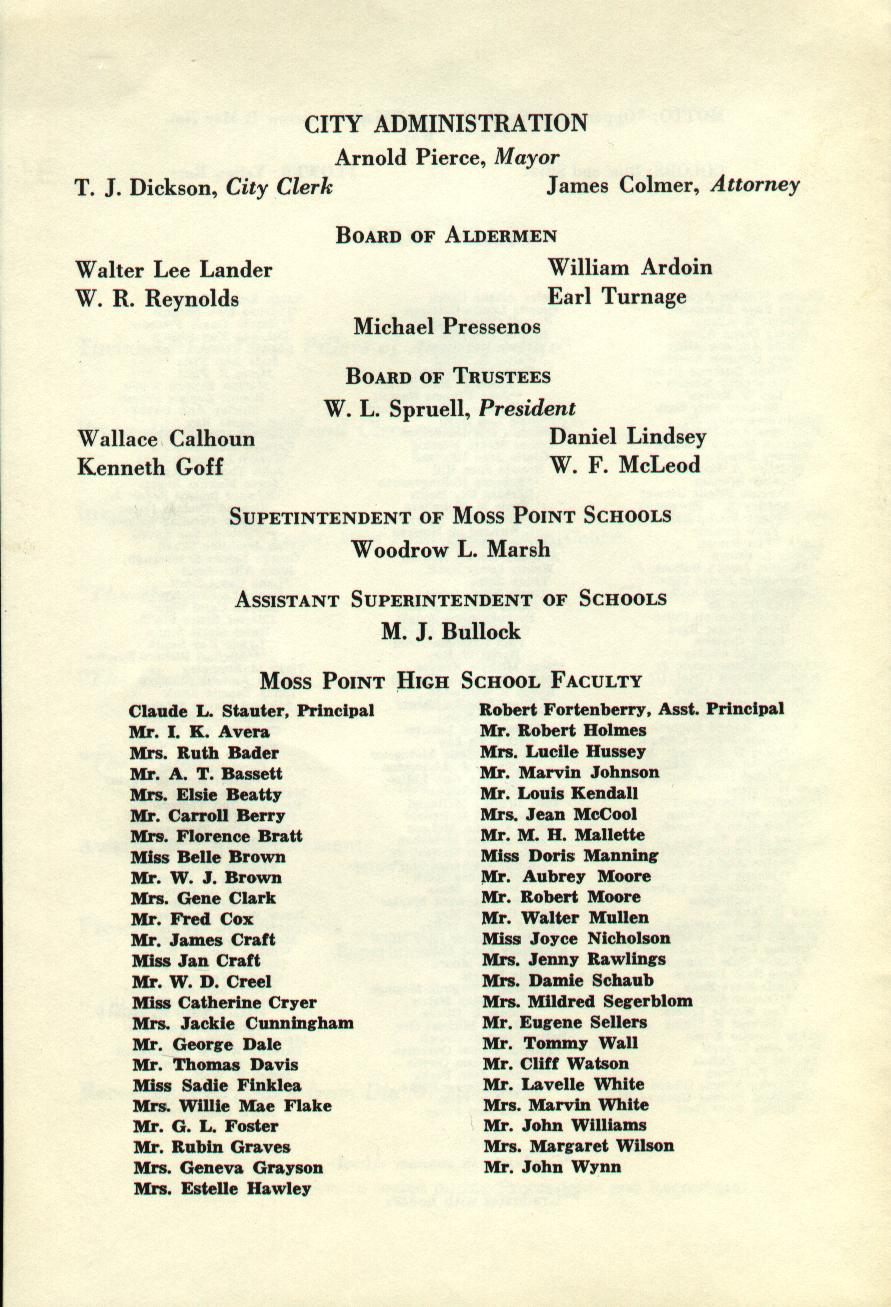 CITY ADMINISTRATION
Arnold Pierce, Mayor
T. J. Dickson, City Clerk James Colmer, Attorney
BOARD OF ALDERMEN
Walter Lee Lander William Ardoin
W. R. Reynolds Earl Turnage
Michael Pressenos
BOARD OF TRUSTEES
W. L. Spruell, President
Wallace Calhoun Daniel Lindsey
Kenneth Goff W. F. McLeod
SUPETINTENDENT OF MOSS POINT SCHOOLS
Woodrow L. Marsh
ASSISTANT SUPERINTENDENT OF SCHOOLS
M. J. Bullock
MOSS POINT HIGH SCHOOL FACULTY
Claude L. Stauter, Principal
Mr. I. K. Avera
Mrs. Ruth Bader
Mr. A. T. Bassett
Mrs. Elsie Beatty
Mr. Carroll Berry
Mrs. Florence Bratt
Miss Belle Brown
Mr. W. J. Brown
Mrs. Gene Clark
Mr. Fred Cox
Mr. James Craft
Miss Jan Craft
Mr. W. D. Creel
Miss Catherine Cryer
Mrs. Jackie Cunningham
Mr. George Dale
Mr. Thomas Davis
Miss Sadie Finklea
Mrs. Willie Mae Flake
Mr. G. L. Foster
Mr. Rubin Graves
Mrs. Geneva Grayson
Mrs. Estelle Hawley
Robert Fortenberry, Asst. Principal
Mr. Robert Holmes
Mrs. Lucile Hussey
Mr. Marvin Johnson
Mr. Louis Kendall
Mrs. Jean McCool
Mr. M. H. Mallette
Miss Doris Manning
Mr. Aubrey Moore
Mr. Robert Moore
Mr. Walter Mullen
Miss Joyce Nicholson
Mrs. Jenny Rawlings
Mrs. Damie Schaub
Mrs. Mildred Segerblom
Mr. Eugene Sellers
Mr. Tommy Wall
Mr. Cliff Watson
Mr. Lavelle White
Mrs. Marvin White
Mr. John Williams
Mrs. Margaret Wilson
Mr. John Wynn